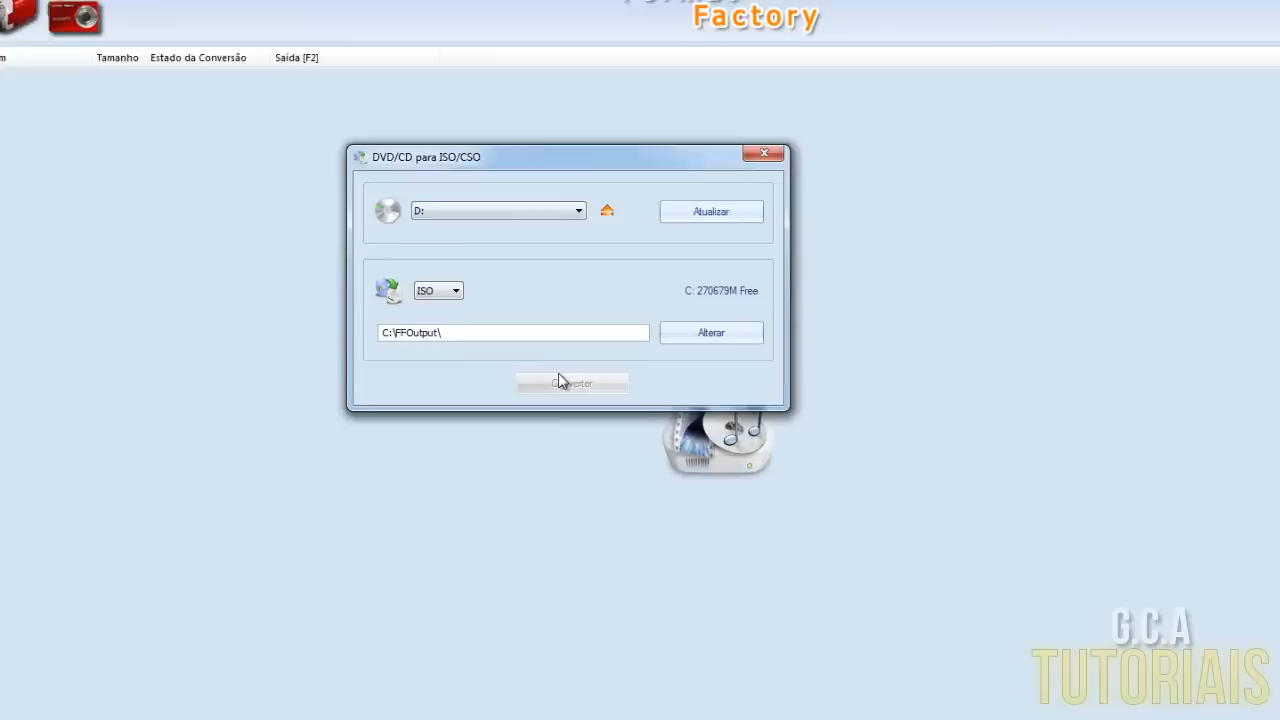 Factory
Tamanho Estado da Conversão Saída [F2]
DVD/CD para ISO/CSO
D:
Atualizar
ISO
C: 270679M Free
C:\FFOutput\
Alterar
G.C.A
TUTORIAIS